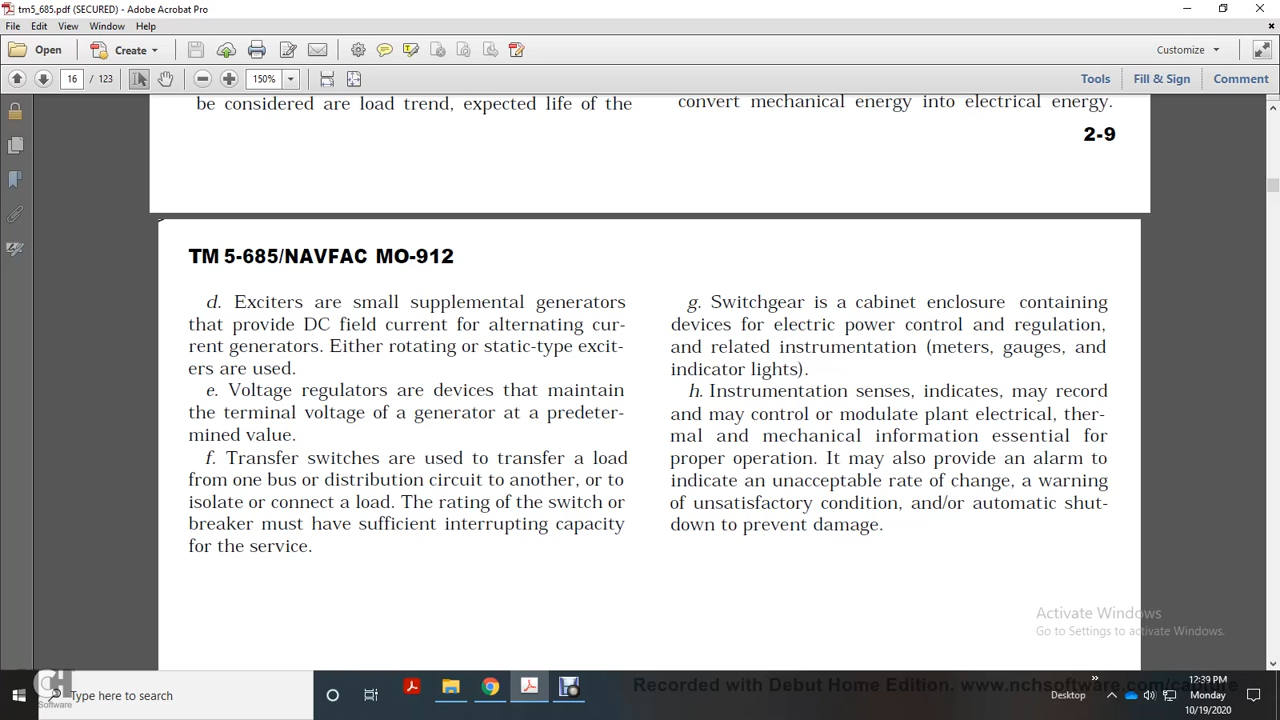 tm5_685.pdf (SECURED) - Adobe Acrobat Pro
File Edit View Window Help
Open Create Customize
16 / 123 150% Tools Fill & Sign Comment
be considered are load trend, expected life of the
convert mechanical energy into electrical energy.
2-9
TM 5-685/NAVFAC MO-912
d. Exciters are small supplemental generators
that provide DC field current for alternating cur-
rent generators. Either rotating or static-type excit-
ers are used.
e. Voltage regulators are devices that maintain
the terminal voltage of a generator at a predeter-
mined value.
f. Transfer switches are used to transfer a load
from one bus or distribution circuit to another, or to
isolate or connect a load. The rating of the switch or
breaker must have sufficient interrupting capacity
for the service.
g. Switchgear is a cabinet enclosure containing
devices for electric power control and regulation,
and related instrumentation (meters, gauges, and
indicator lights).
h. Instrumentation senses, indicates, may record
and may control or modulate plant electrical, ther-
mal and mechanical information essential for
proper operation. It may also provide an alarm to
indicate an unacceptable rate of change, a warning
of unsatisfactory condition, and/or automatic shut-
down to prevent damage.
Activate Windows
Go to Settings to activate Windows.
Recorded with Debut Home Edition. www.nchsoftware.com/capture
Type here to search
Software
Desktop
12:39 PM
Monday
10/19/2020